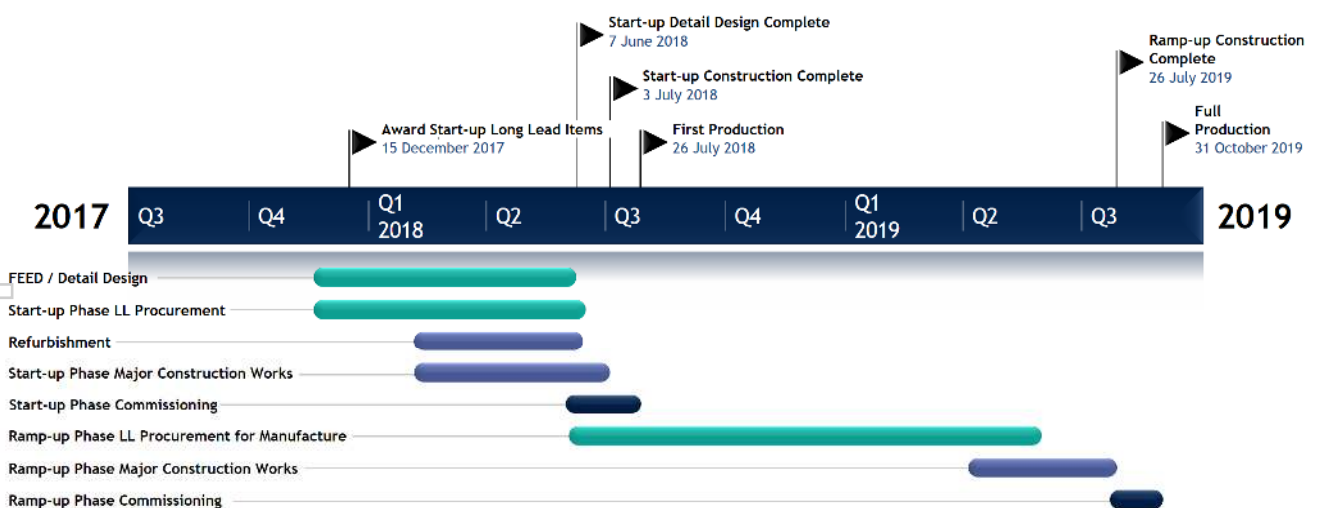 Start-up Detail Design Complete
7 June 2018
Ramp-up Construction
Complete
26 July 2019
Start-up Construction Complete
3 July 2018
Full
Production
31 October 2019
Award Start-up Long Lead Items
15 December 2017
First Production
26 July 2018
2017
Q3
Q4
Q1
2018
Q2
Q3
Q4
Q1
2019
Q2
Q3
2019
FEED / Detail Design
Start-up Phase LL Procurement
Refurbishment
Start-up Phase Major Construction Works
Start-up Phase Commissioning
Ramp-up Phase LL Procurement for Manufacture
Ramp-up Phase Major Construction Works
Ramp-up Phase Commissioning